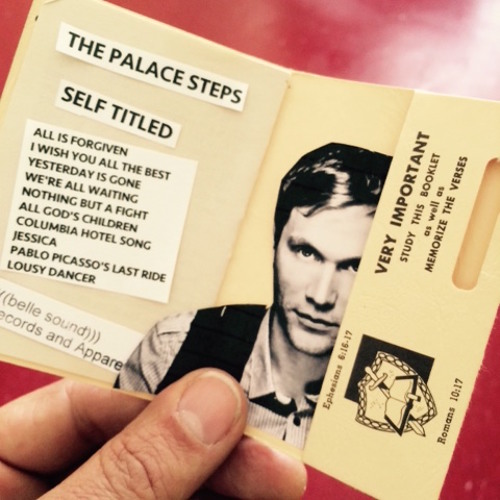 THE PALACE STEPS
SELF TITLED
ALL IS FORGIVEN
I WISH YOU ALL THE BEST
YESTERDAY IS GONE
WE'RE ALL WAITING
NOTHING BUT A FIGHT
ALL GOD'S CHILDREN
COLUMBIA HOTEL SONG
JESSICA
PABLO PICASSO'S LAST RIDE
LOUSY DANCER
((belle sound)))
ecords and Appare
VERY IMPORTANT
STUDY THIS BOOKLET
as well as
MEMORIZE THE VERSES
Ephesians 6:16-17
Romans 10:17